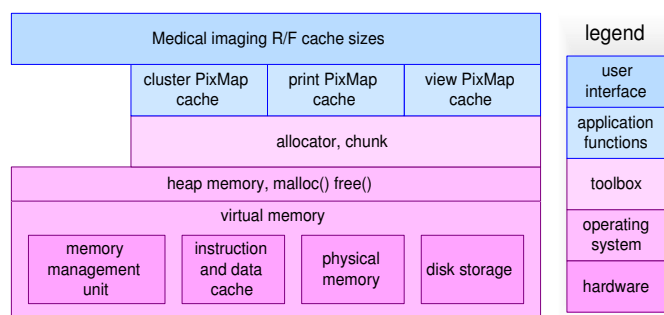 Medical imaging R/F cache sizes
cluster PixMap
cache
print PixMap
cache
view PixMap
cache
allocator, chunk
heap memory, malloc() free()
virtual memory
memory
management
unit
instruction
and data
cache
physical
memory
disk storage
legend
user
interface
application
functions
toolbox
operating
system
hardware